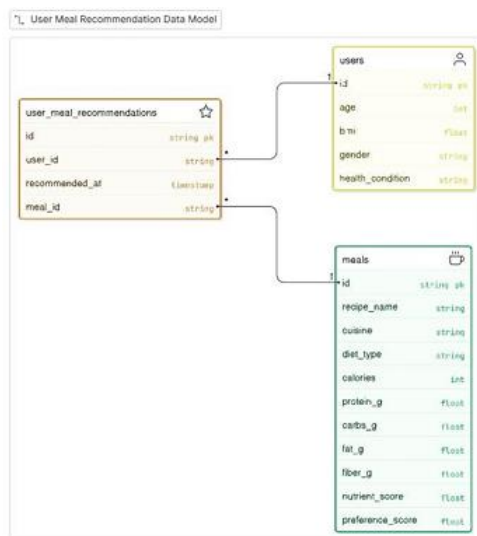 User Meal Recommendation Data Model
users
id string pk
age int
bmi float
gender string
health_condition string
user_meal_recommendations
id string pk
user_id string
recommended_at timestamp
meal_id string
1
*
*
1
meals
id string pk
recipe_name string
cuisine string
diet_type string
calories int
protein_g float
carbs_g float
fat_g float
fiber_g float
nutrient_score float
preference_score float